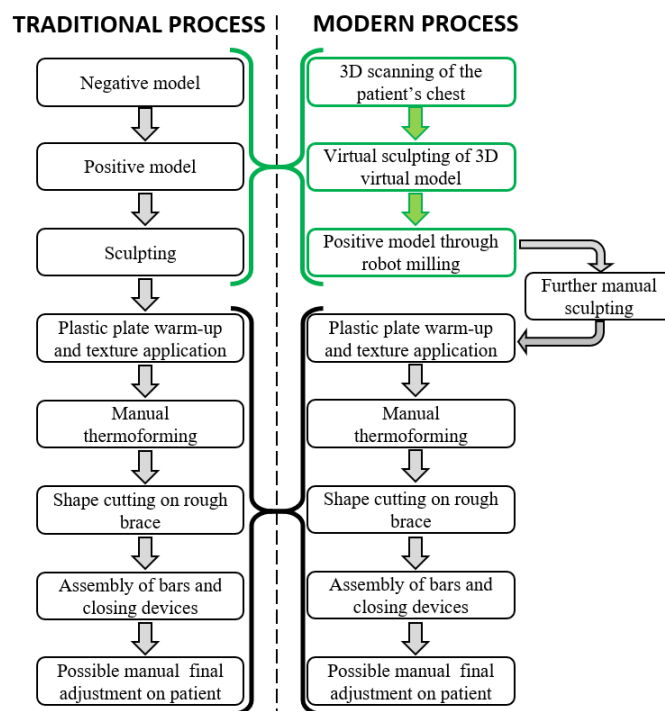 TRADITIONAL PROCESS
Negative model
Positive model
Sculpting
Plastic plate warm-up
and texture application
Manual
thermoforming
Shape cutting on rough
brace
Assembly of bars and
closing devices
Possible manual final
adjustment on patient
MODERN PROCESS
3D scanning of the
patient's chest
Virtual sculpting of 3D
virtual model
Positive model through
robot milling
Further manual
sculpting
Plastic plate warm-up
and texture application
Manual
thermoforming
Shape cutting on rough
brace
Assembly of bars and
closing devices
Possible manual final
adjustment on patient